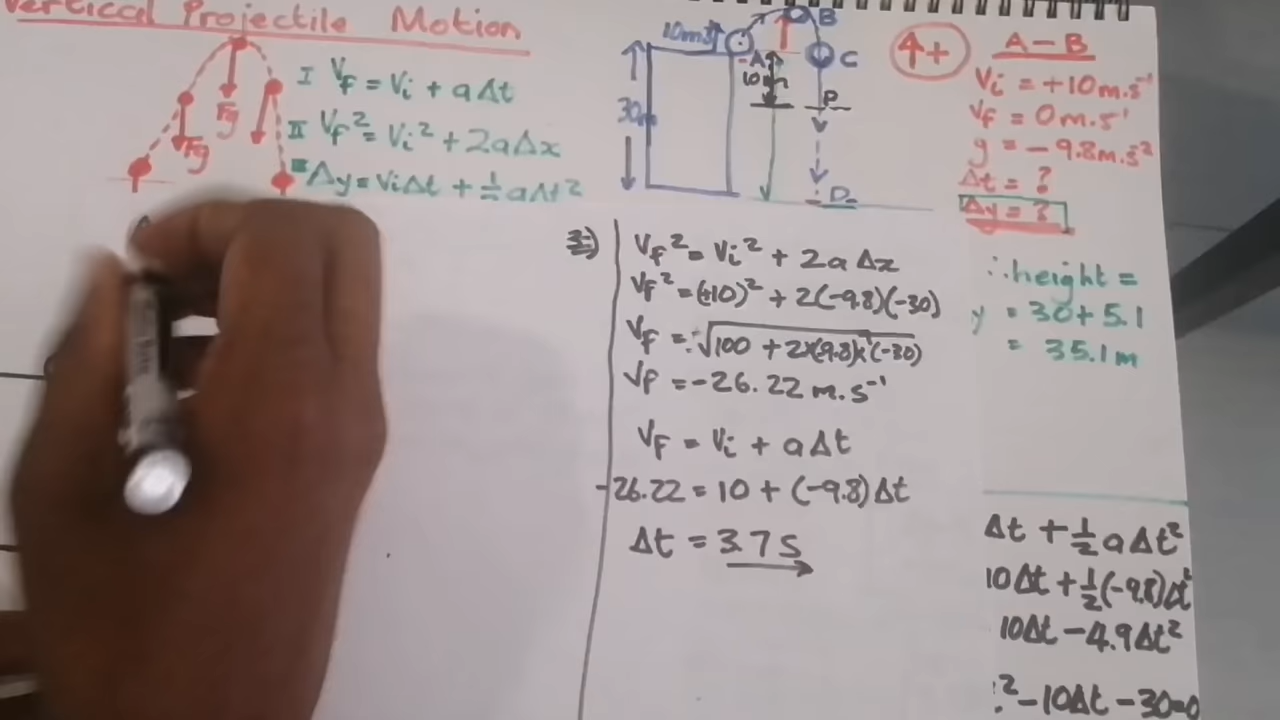 Vertical Projectile Motion
I Vf = Vi + aΔt
II Vf² = Vi² + 2aΔx
III Δy = ViΔt + ½aΔt²
Fg
Fg
10ms
30m
A
10m
B
C
P
D
4+
A-B
Vi = +10m.s⁻¹
Vf = 0m.s⁻¹
g = -9.8m.s²
Δt = ?
Δy = ?
∴ height =
y = 30 + 5.1
= 35.1m
3:)
Vf² = Vi² + 2aΔx
Vf² = (+10)² + 2(-9.8)(-30)
Vf = -√100 + 2×(9.8)×(-30)
Vf = -26.22 m.s⁻¹
Vf = Vi + aΔt
-26.22 = 10 + (-9.8)Δt
Δt = 3.7s
Δt + ½aΔt²
10Δt + ½(-9.8)Δt²
10Δt - 4.9Δt²
² - 10Δt - 30=0